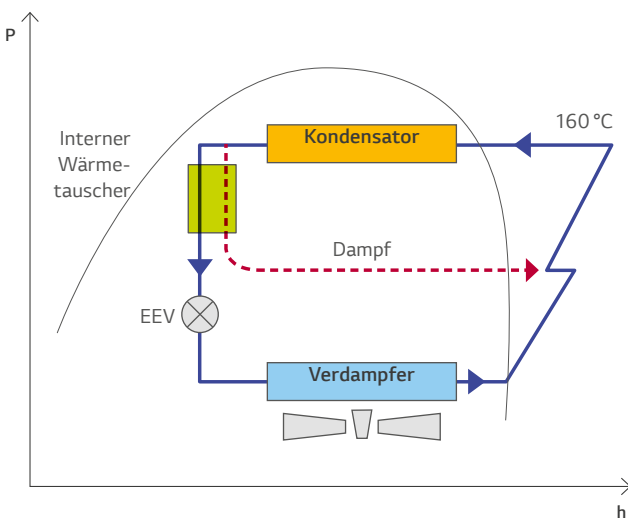 P
160 °C
Kondensator
Interner
Wärme-
tauscher
Dampf
EEV
Verdampfer
h